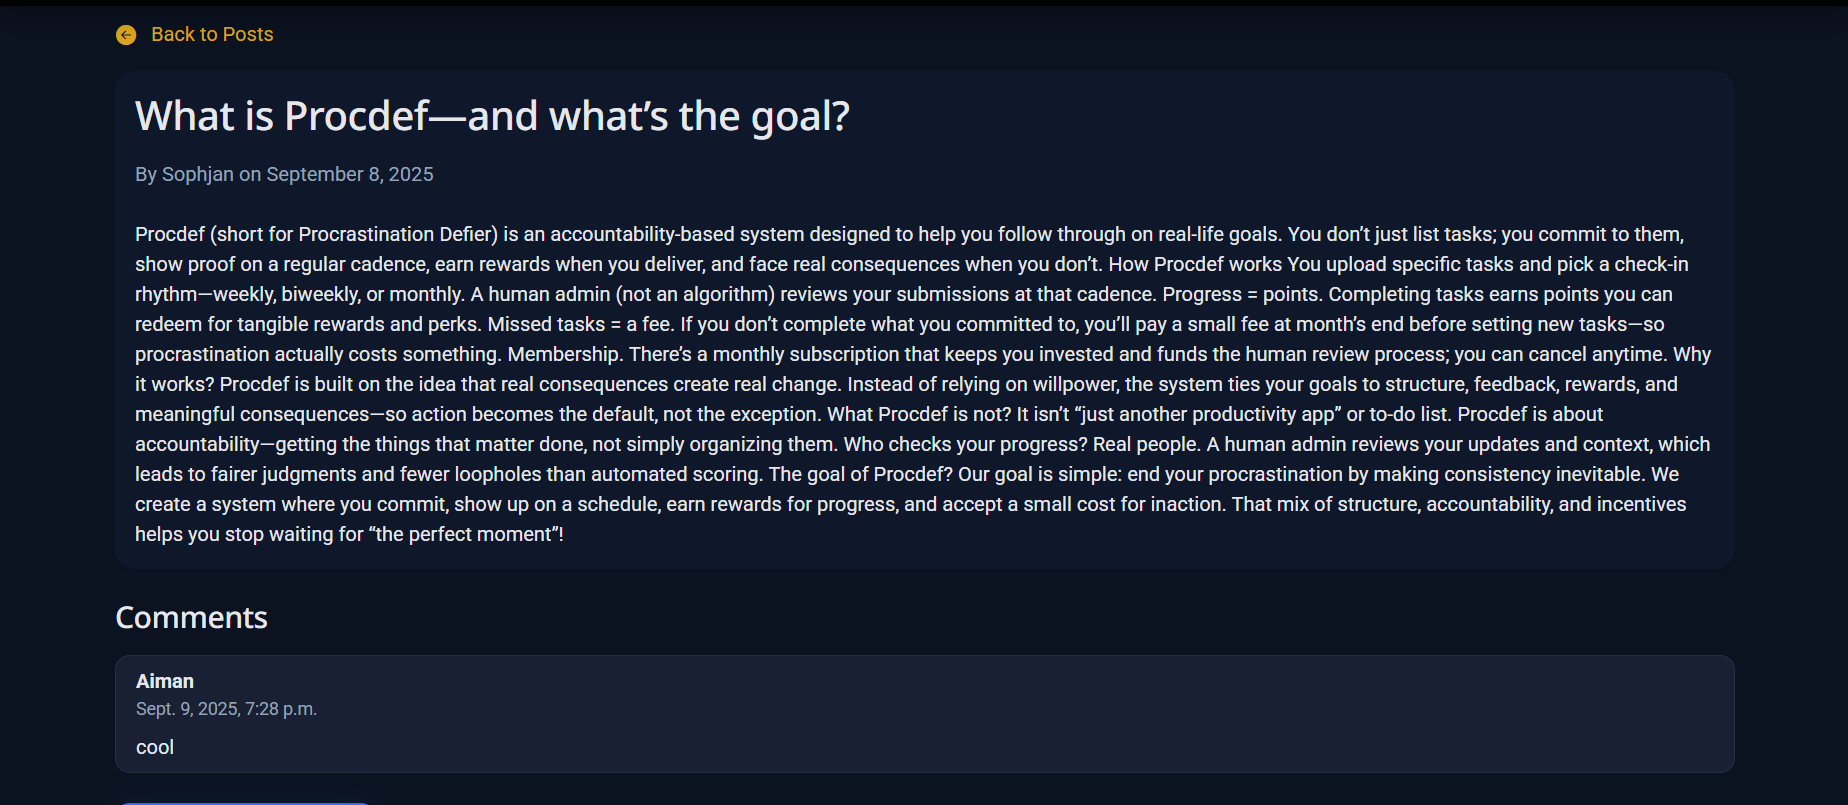 Back to Posts
What is Procdef—and what’s the goal?
By Sophjan on September 8, 2025
Procdef (short for Procrastination Defier) is an accountability-based system designed to help you follow through on real-life goals. You don’t just list tasks; you commit to them,
show proof on a regular cadence, earn rewards when you deliver, and face real consequences when you don’t. How Procdef works You upload specific tasks and pick a check-in
rhythm—weekly, biweekly, or monthly. A human admin (not an algorithm) reviews your submissions at that cadence. Progress = points. Completing tasks earns points you can
redeem for tangible rewards and perks. Missed tasks = a fee. If you don’t complete what you committed to, you’ll pay a small fee at month’s end before setting new tasks—so
procrastination actually costs something. Membership. There’s a monthly subscription that keeps you invested and funds the human review process; you can cancel anytime. Why
it works? Procdef is built on the idea that real consequences create real change. Instead of relying on willpower, the system ties your goals to structure, feedback, rewards, and
meaningful consequences—so action becomes the default, not the exception. What Procdef is not? It isn’t “just another productivity app” or to-do list. Procdef is about
accountability—getting the things that matter done, not simply organizing them. Who checks your progress? Real people. A human admin reviews your updates and context, which
leads to fairer judgments and fewer loopholes than automated scoring. The goal of Procdef? Our goal is simple: end your procrastination by making consistency inevitable. We
create a system where you commit, show up on a schedule, earn rewards for progress, and accept a small cost for inaction. That mix of structure, accountability, and incentives
helps you stop waiting for “the perfect moment”!
Comments
Aiman
Sept. 9, 2025, 7:28 p.m.
cool